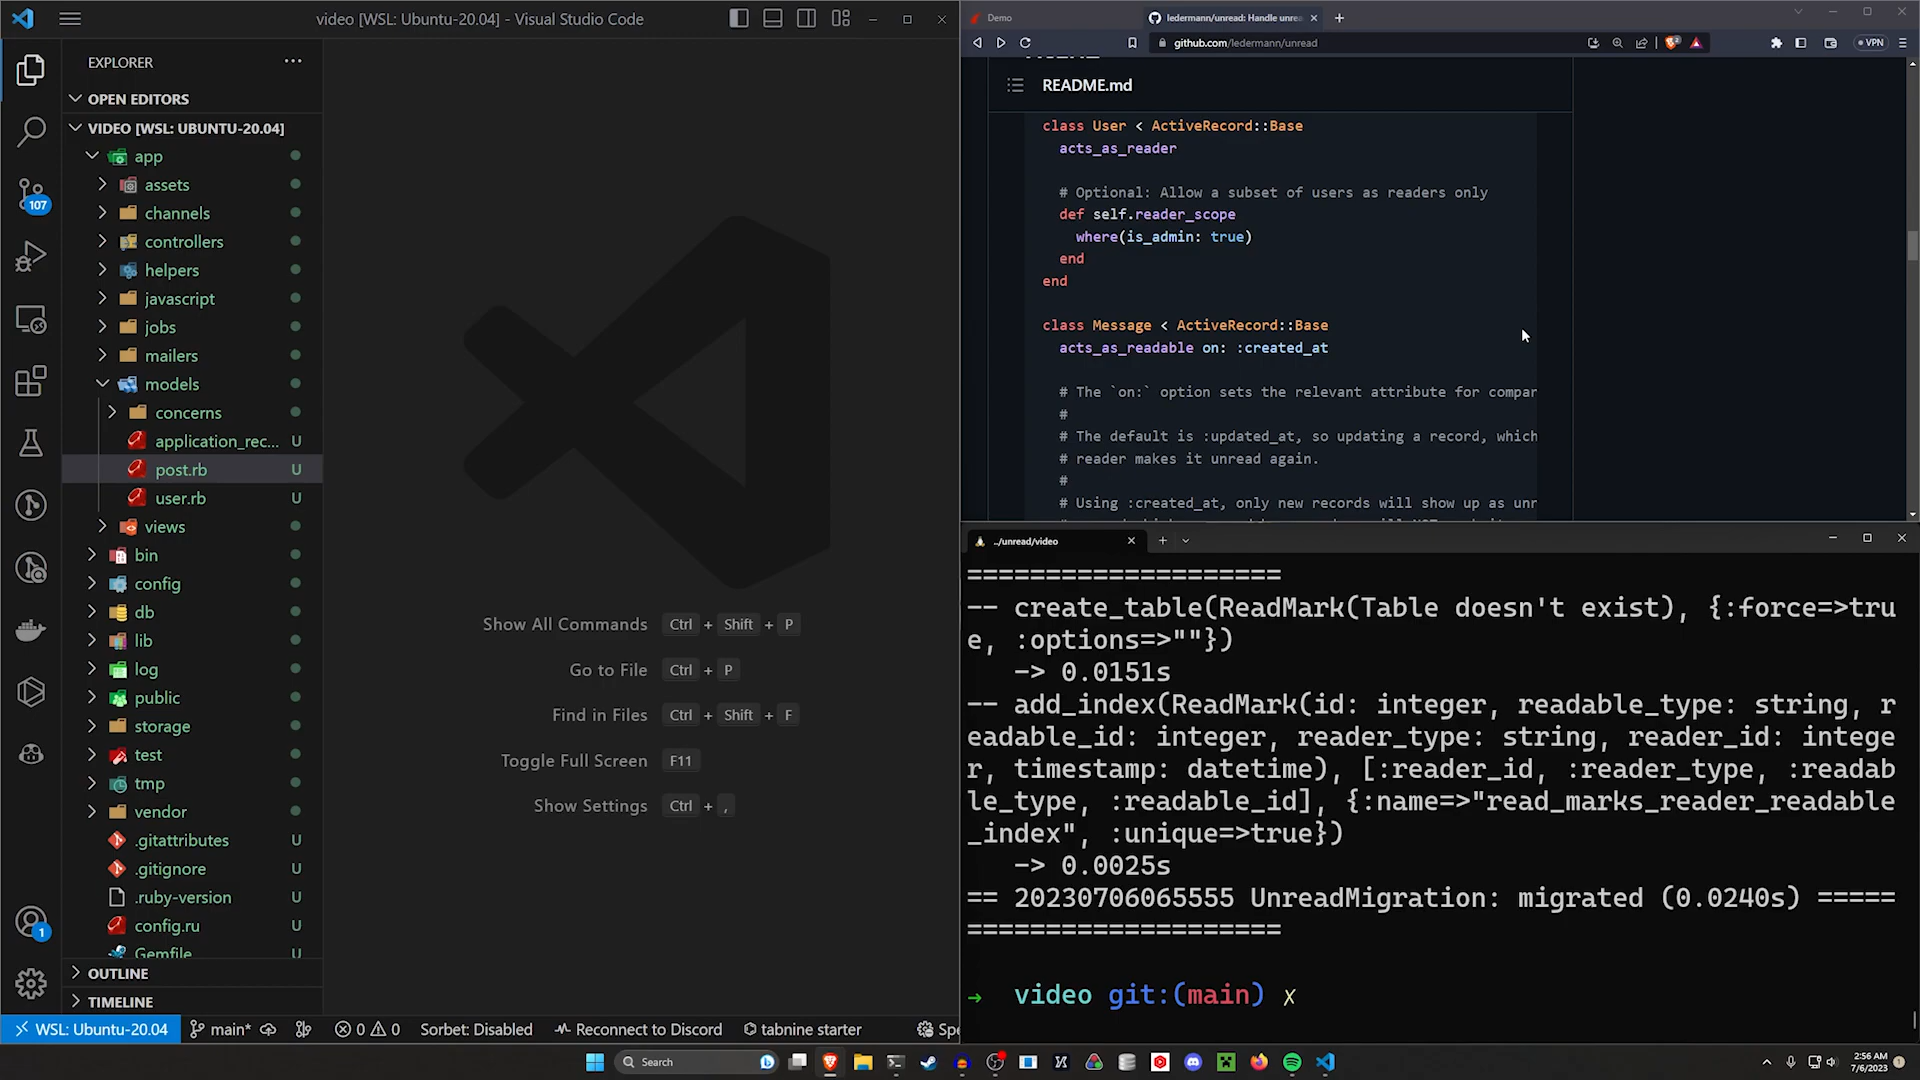 video [WSL: Ubuntu-20.04] - Visual Studio Code
EXPLORER
OPEN EDITORS
VIDEO [WSL: UBUNTU-20.04]
app
assets
channels
controllers
helpers
javascript
jobs
mailers
models
concerns
application_rec... U
post.rb U
user.rb U
views
bin
config
db
lib
log
public
storage
test
tmp
vendor
.gitattributes U
.gitignore U
.ruby-version U
config.ru U
Gemfile U
OUTLINE
TIMELINE
107
1
Show All Commands Ctrl + Shift + P
Go to File Ctrl + P
Find in Files Ctrl + Shift + F
Toggle Full Screen F11
Show Settings Ctrl + ,
WSL: Ubuntu-20.04 main* 0 0 Sorbet: Disabled Reconnect to Discord tabnine starter Spe
Demo
ledermann/unread: Handle unrea
github.com/ledermann/unread
VPN
README.md
class User < ActiveRecord::Base
acts_as_reader
# Optional: Allow a subset of users as readers only
def self.reader_scope
where(is_admin: true)
end
end
class Message < ActiveRecord::Base
acts_as_readable on: :created_at
# The `on:` option sets the relevant attribute for compar
#
# The default is :updated_at, so updating a record, which
# reader makes it unread again.
#
# Using :created_at, only new records will show up as unr
../unread/video
====================
-- create_table(ReadMark(Table doesn't exist), {:force=>tru
e, :options=>""})
-> 0.0151s
-- add_index(ReadMark(id: integer, readable_type: string, r
eadable_id: integer, reader_type: string, reader_id: intege
r, timestamp: datetime), [:reader_id, :reader_type, :readab
le_type, :readable_id], {:name=>"read_marks_reader_readable
_index", :unique=>true})
-> 0.0025s
== 20230706065555 UnreadMigration: migrated (0.0240s) =====
====================
→ video git:(main) ✗
Search
2:56 AM
7/6/2023